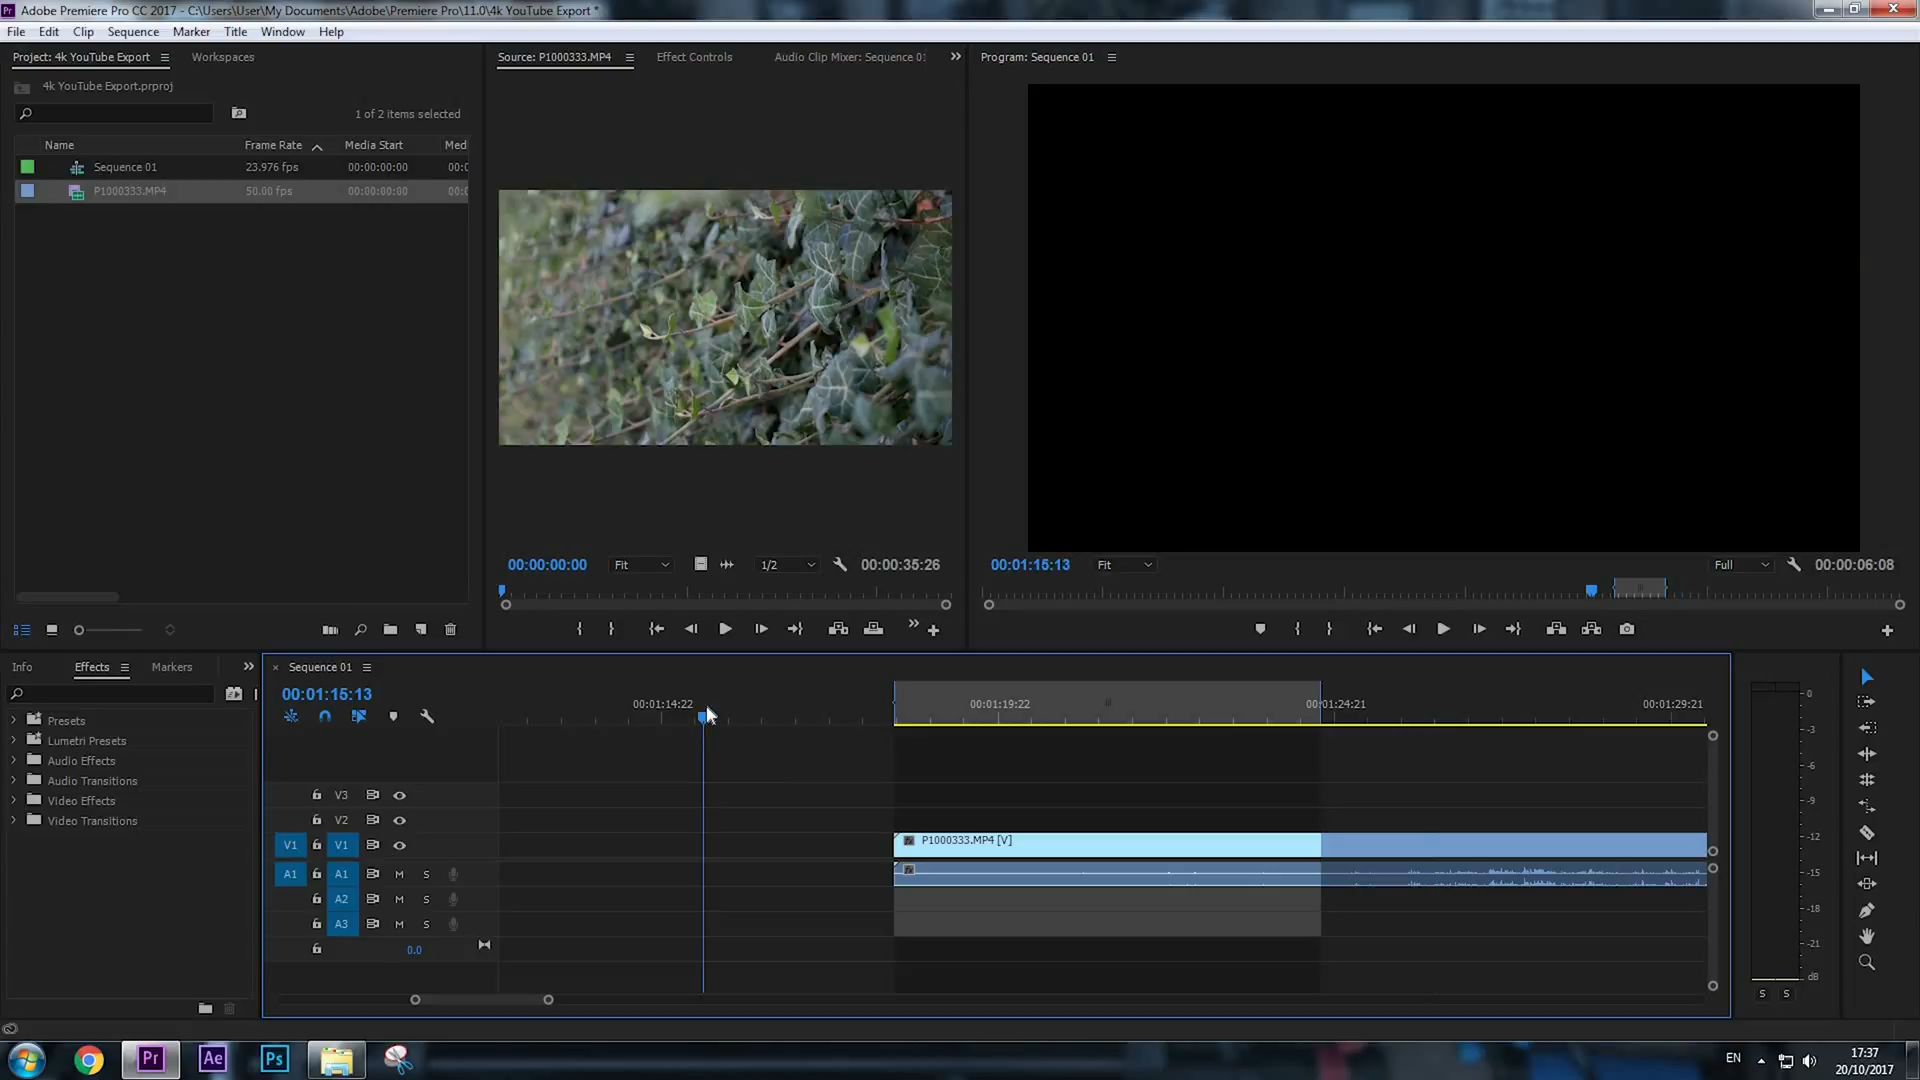 Adobe Premiere Pro CC 2017 - C:\Users\User\My Documents\Adobe\Premiere Pro\11.0\4k YouTube Export *
File Edit Clip Sequence Marker Title Window Help
Project: 4k YouTube Export Workspaces
4k YouTube Export.prproj
1 of 2 items selected
Name Frame Rate Media Start Med
Sequence 01 23.976 fps 00:00:00:00 00:0
P1000333.MP4 50.00 fps 00:00:00:00 00:0
Source: P1000333.MP4 Effect Controls Audio Clip Mixer: Sequence 01
00:00:00:00 Fit 1/2 00:00:35:26
Program: Sequence 01
00:01:15:13 Fit Full 00:00:06:08
Info Effects Markers
Presets
Lumetri Presets
Audio Effects
Audio Transitions
Video Effects
Video Transitions
× Sequence 01
00:01:15:13
00:01:14:22 00:01:19:22 00:01:24:21 00:01:29:21
V3
V2
V1 V1 P1000333.MP4 [V]
A1 A1 M S
A2 M S
A3 M S
0.0
0
-3
-6
-9
-12
-15
-18
-21
dB
S S
Pr Ae Ps
EN 17:37
20/10/2017